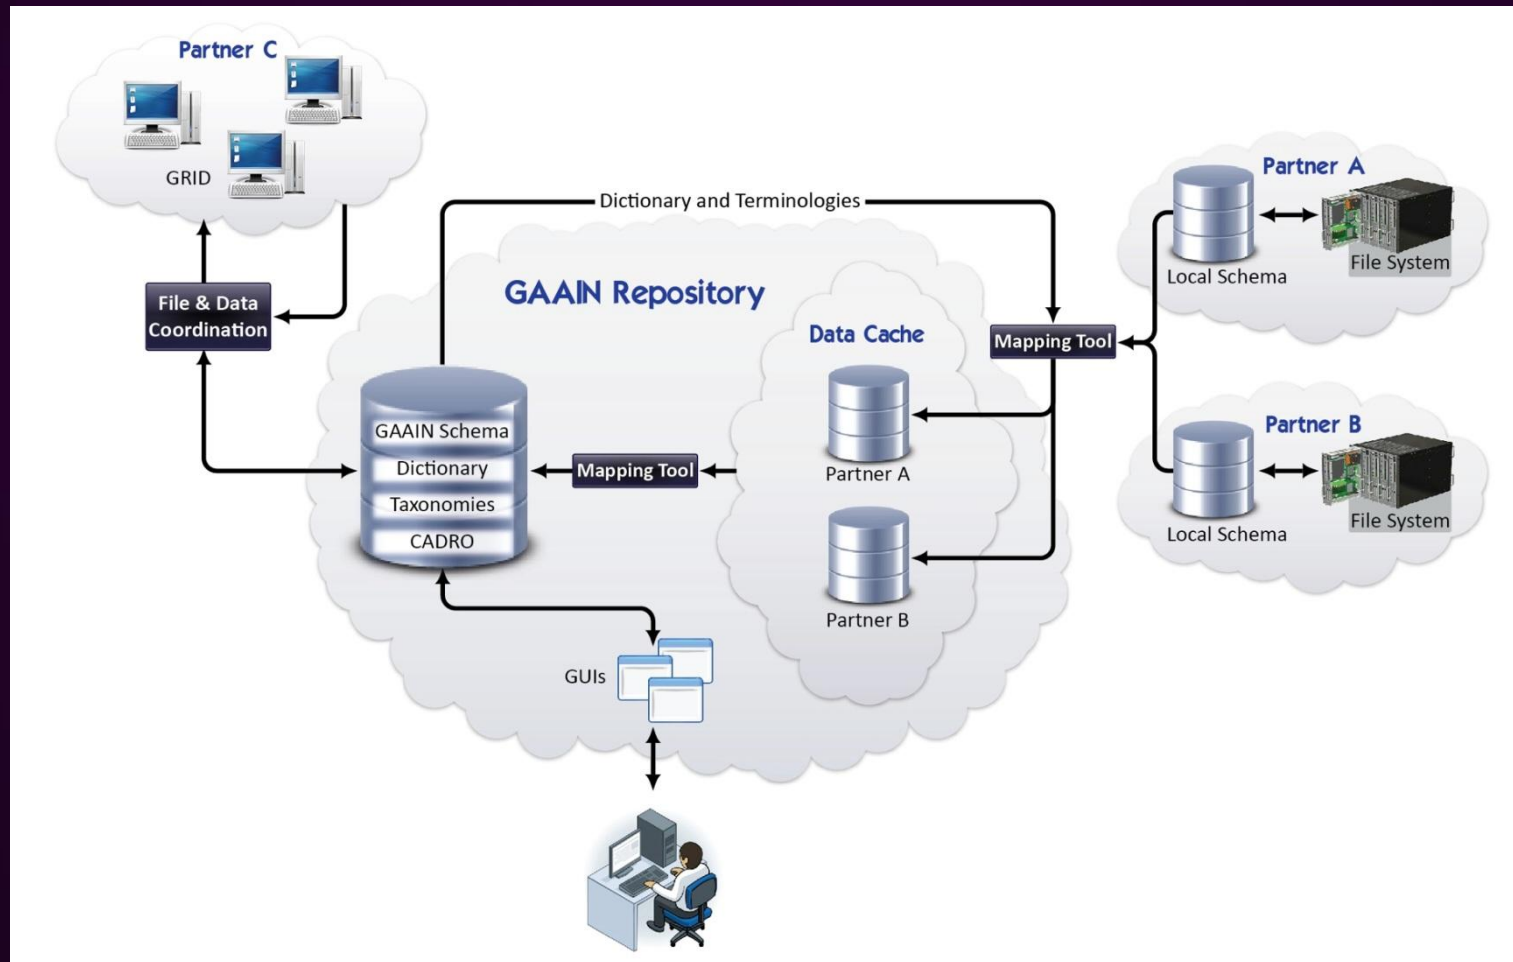 Partner C
GRID
File & Data
Coordination
Dictionary and Terminologies
GAAIN Repository
GAAIN Schema
Dictionary
Taxonomies
CADRO
Mapping Tool
Data Cache
Partner A
Partner B
GUIs
Mapping Tool
Partner A
Local Schema
File System
Partner B
Local Schema
File System